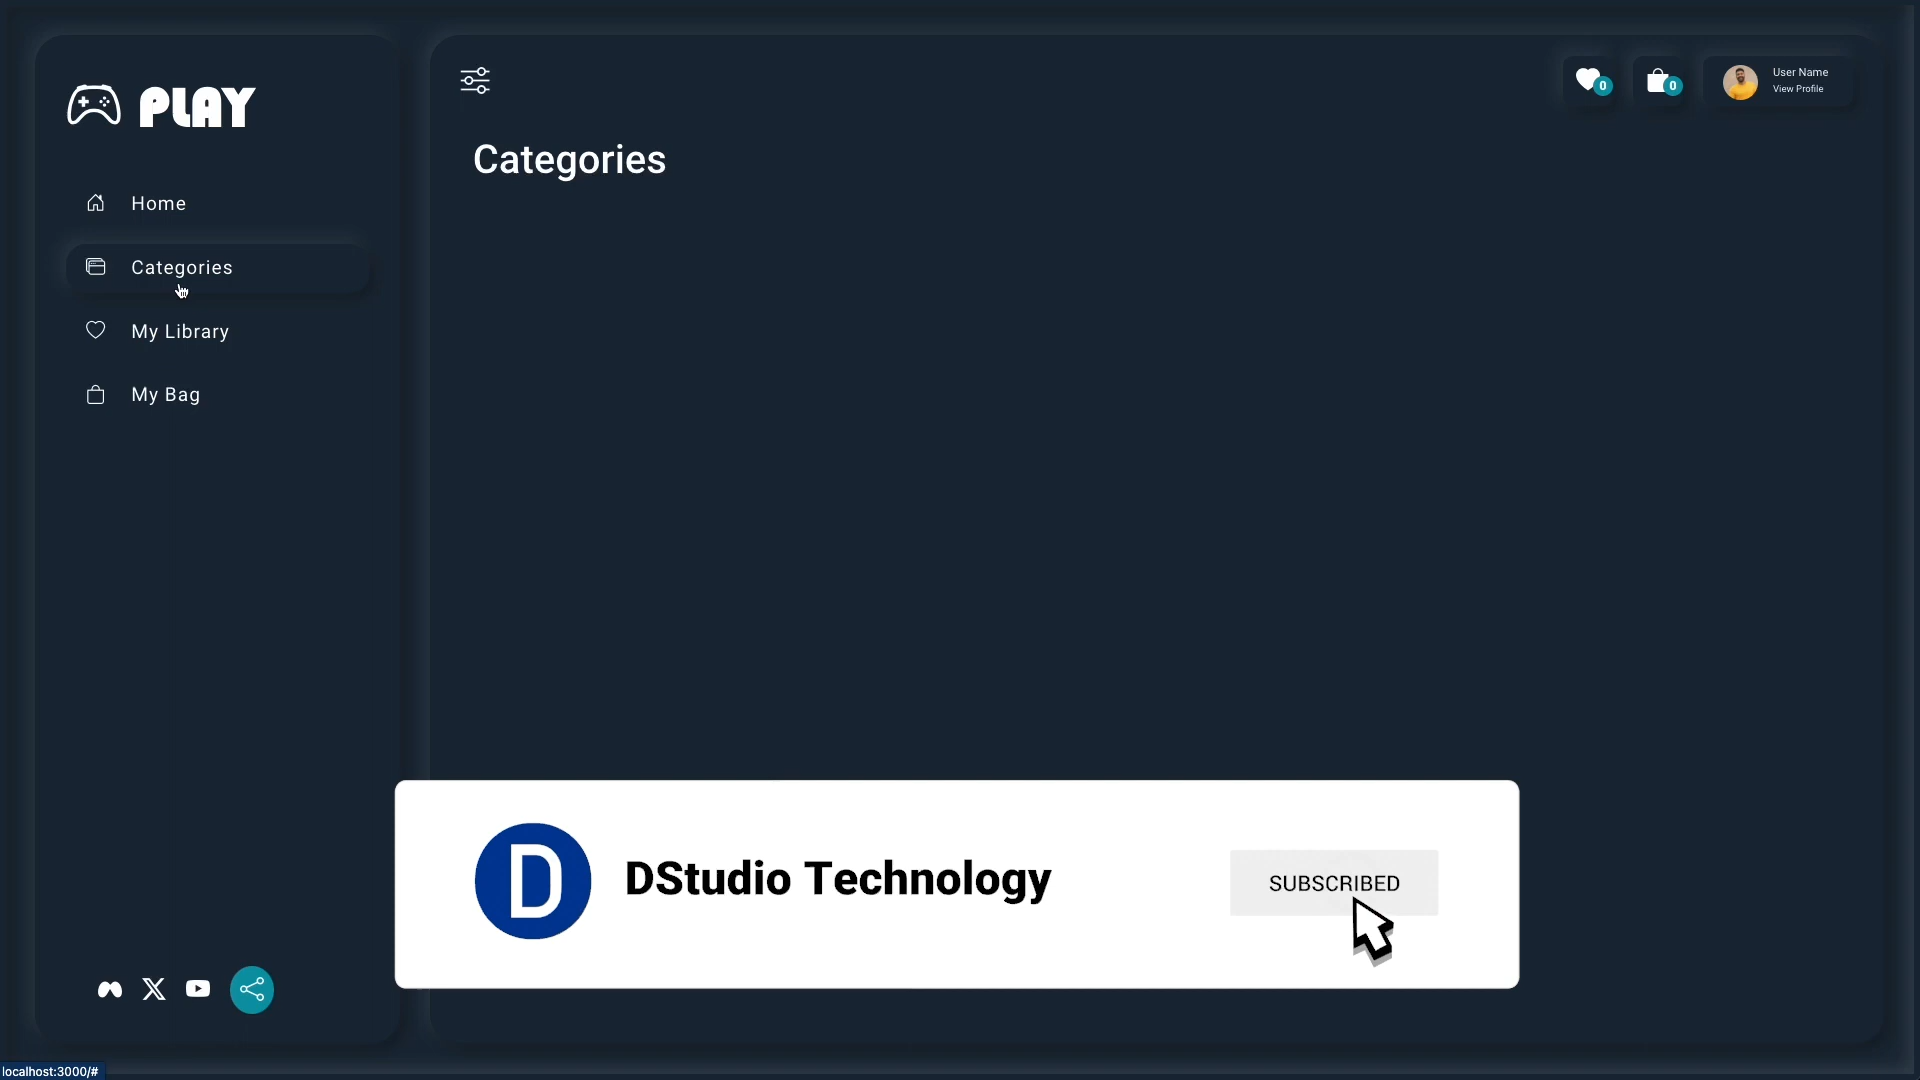 PLAY
Home
Categories
My Library
My Bag
0
0
User Name
View Profile
Categories
D
DStudio Technology
SUBSCRIBED
localhost:3000/#